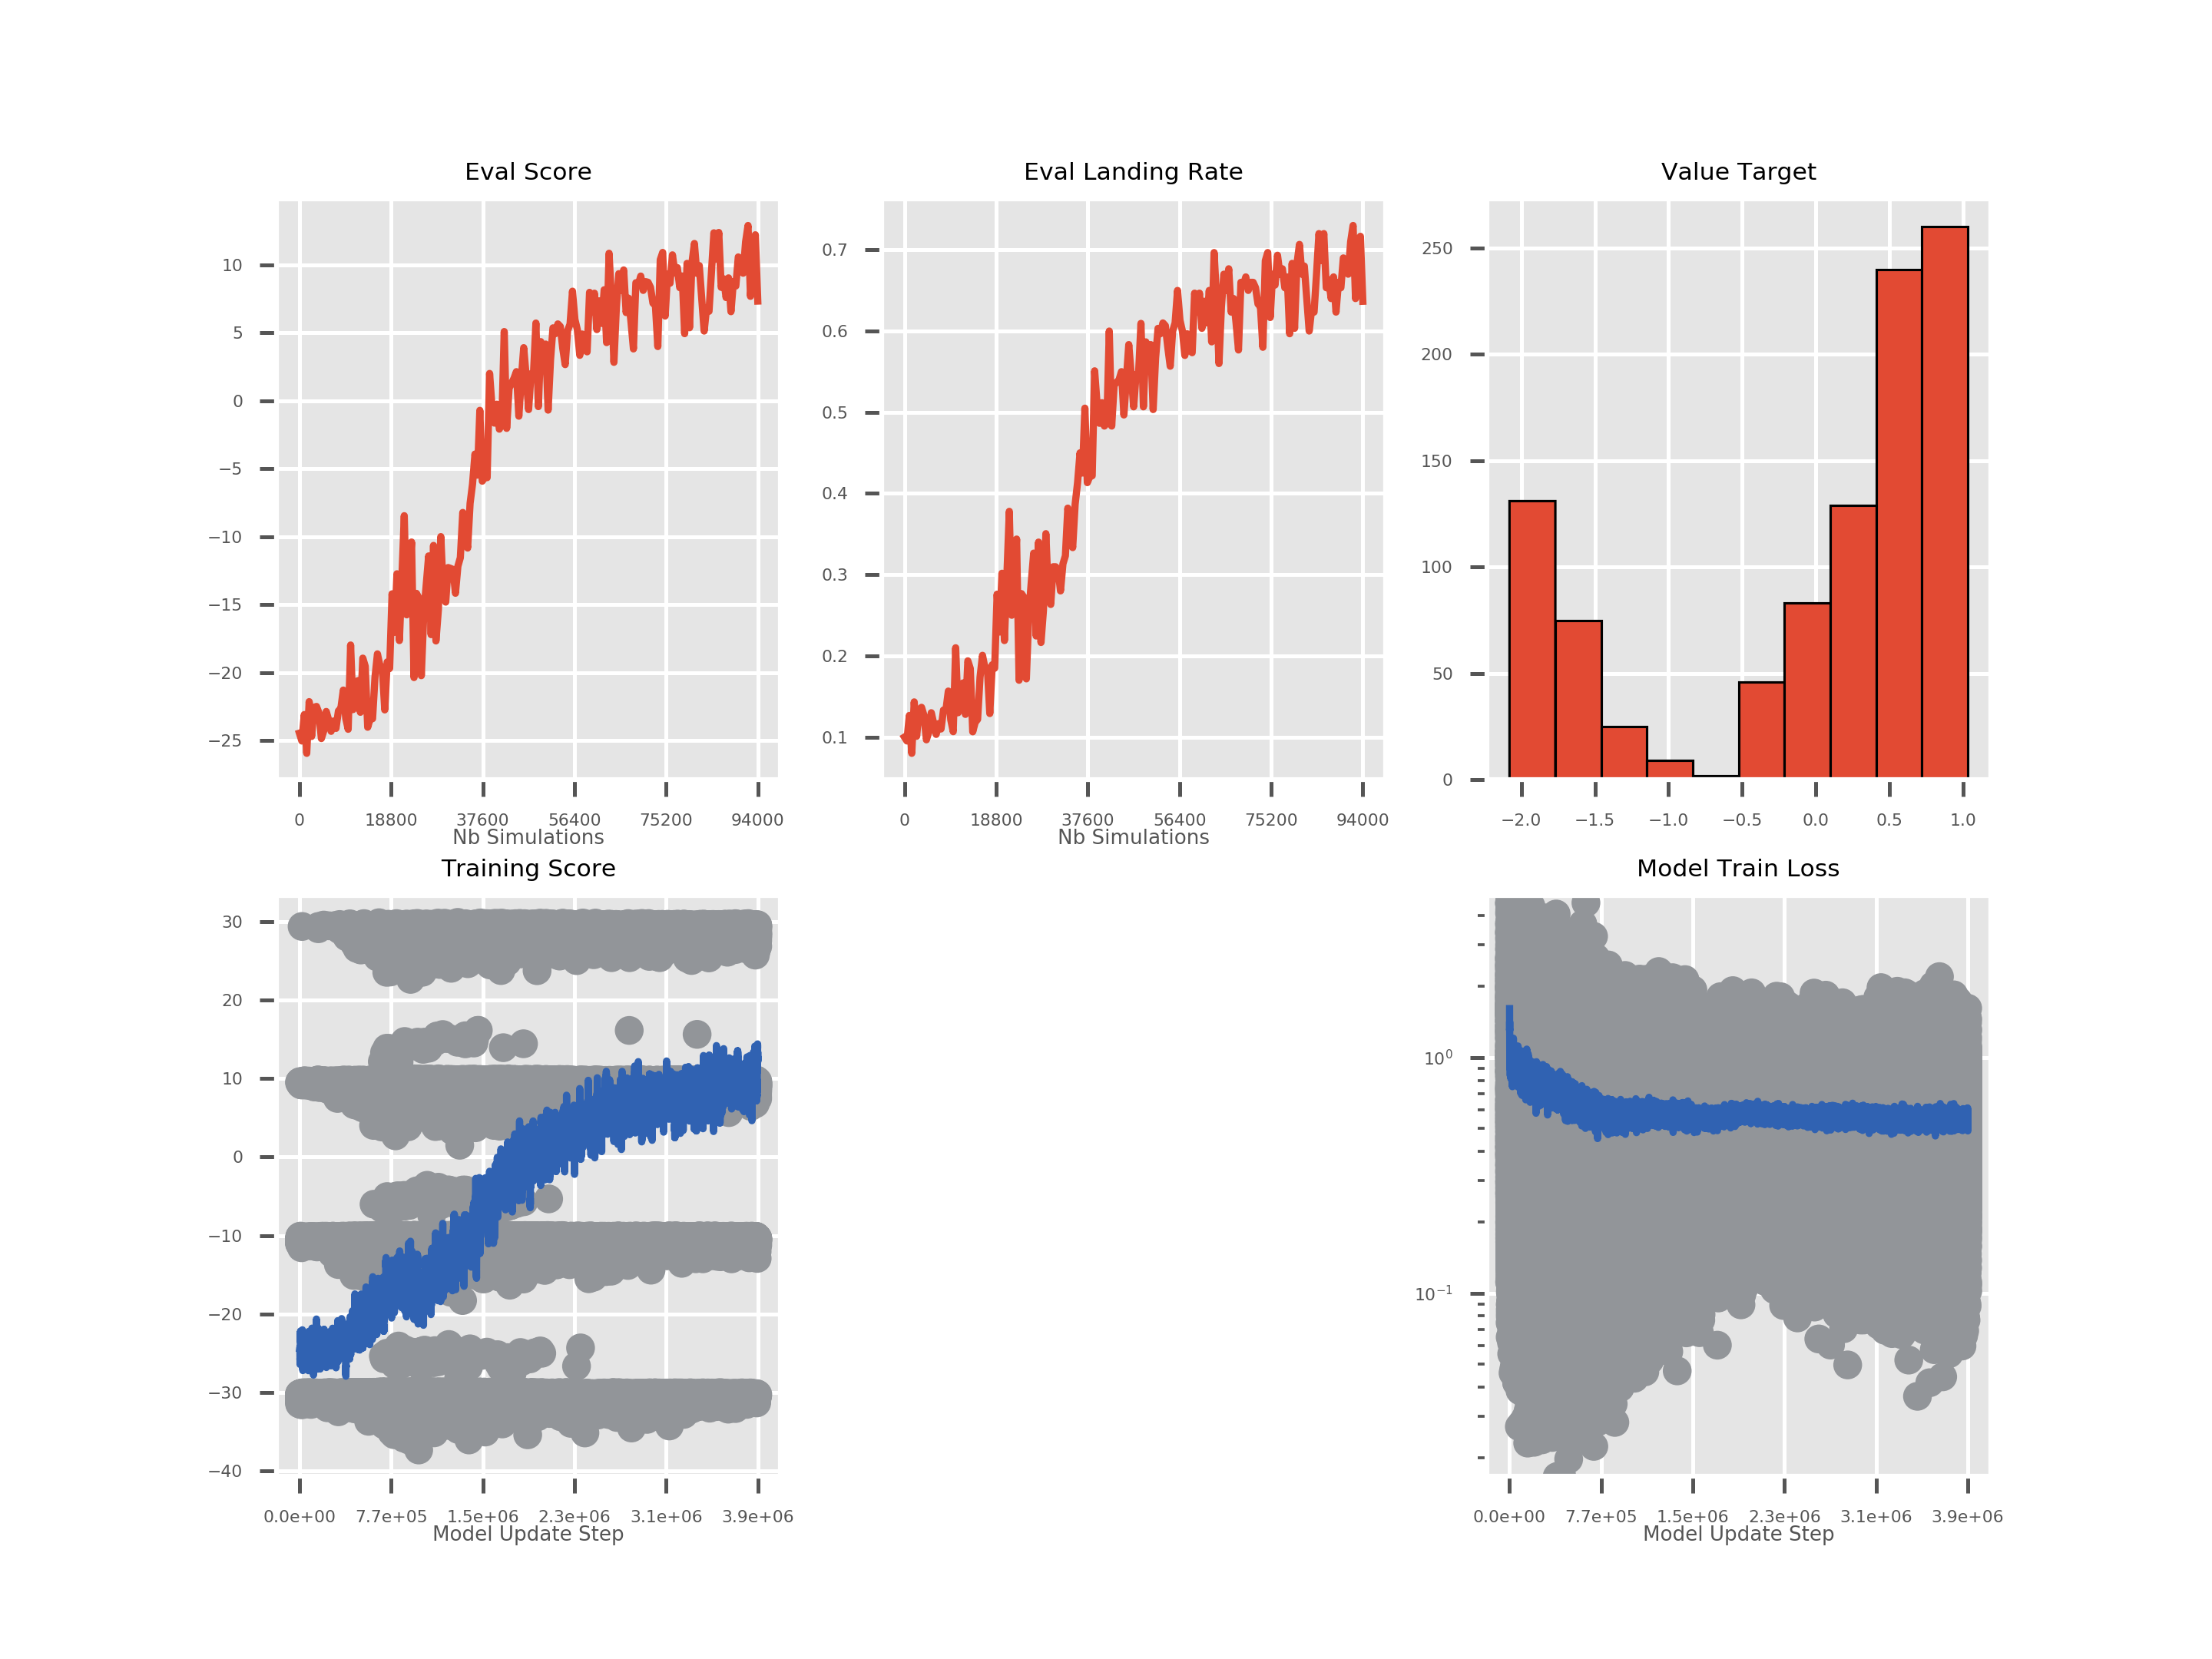 Eval Score
10
5
0
−5
−10
−15
−20
−25
0 18800 37600 56400 75200 94000
Nb Simulations
Eval Landing Rate
0.7
0.6
0.5
0.4
0.3
0.2
0.1
0 18800 37600 56400 75200 94000
Nb Simulations
Value Target
250
200
150
100
50
0
−2.0 −1.5 −1.0 −0.5 0.0 0.5 1.0
Training Score
30
20
10
0
−10
−20
−30
−40
0.0e+00 7.7e+05 1.5e+06 2.3e+06 3.1e+06 3.9e+06
Model Update Step
Model Train Loss
10⁰
10⁻¹
0.0e+00 7.7e+05 1.5e+06 2.3e+06 3.1e+06 3.9e+06
Model Update Step